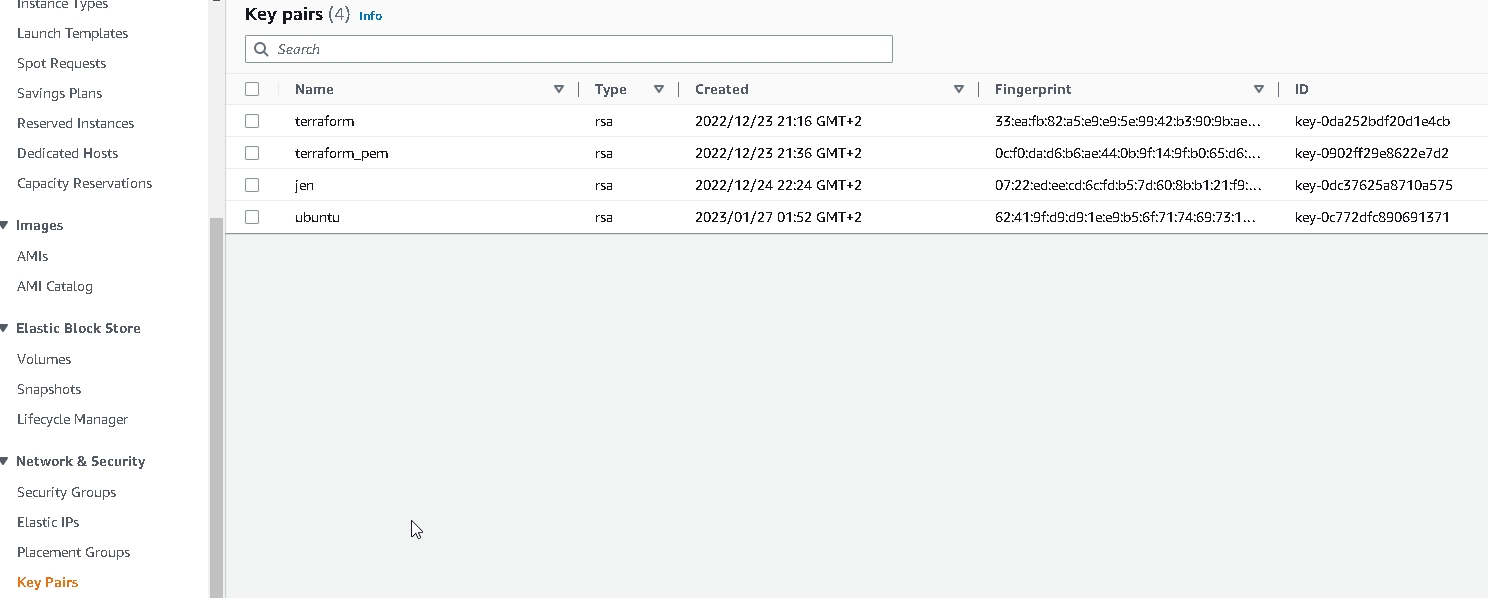 Instance Types
Launch Templates
Spot Requests
Savings Plans
Reserved Instances
Dedicated Hosts
Capacity Reservations
Images
AMIs
AMI Catalog
Elastic Block Store
Volumes
Snapshots
Lifecycle Manager
Network & Security
Security Groups
Elastic IPs
Placement Groups
Key Pairs
Key pairs (4) Info
Search
Name Type Created Fingerprint ID
terraform rsa 2022/12/23 21:16 GMT+2 33:ea:fb:82:a5:e9:e9:5e:99:42:b3:90:9b:ae... key-0da252bdf20d1e4cb
terraform_pem rsa 2022/12/23 21:36 GMT+2 0c:f0:da:d6:b6:ae:44:0b:9f:14:9f:b0:65:d6:... key-0902ff29e8622e7d2
jen rsa 2022/12/24 22:24 GMT+2 07:22:ed:ee:cd:6c:fd:b5:7d:60:8b:b1:21:f9:... key-0dc37625a8710a575
ubuntu rsa 2023/01/27 01:52 GMT+2 62:41:9f:d9:d9:1e:e9:b5:6f:71:74:69:73:1... key-0c772dfc890691371